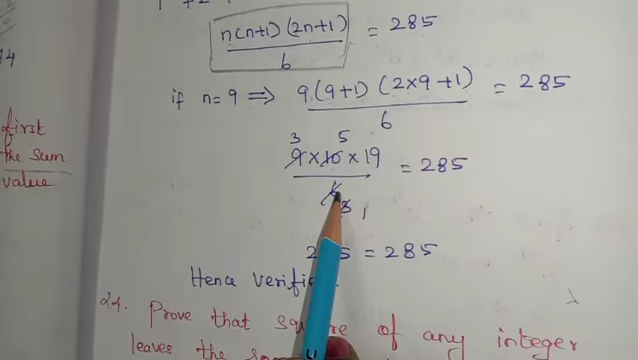 n(n+1) (2n+1) / 6 = 285
74
if n=9 ⇒ 9(9+1) (2×9+1) / 6 = 285
first
the sum
value
3 5
9×10×19 / 6 = 285
3 1
= 285
Hence
24. Prove that of any integer
leaves the